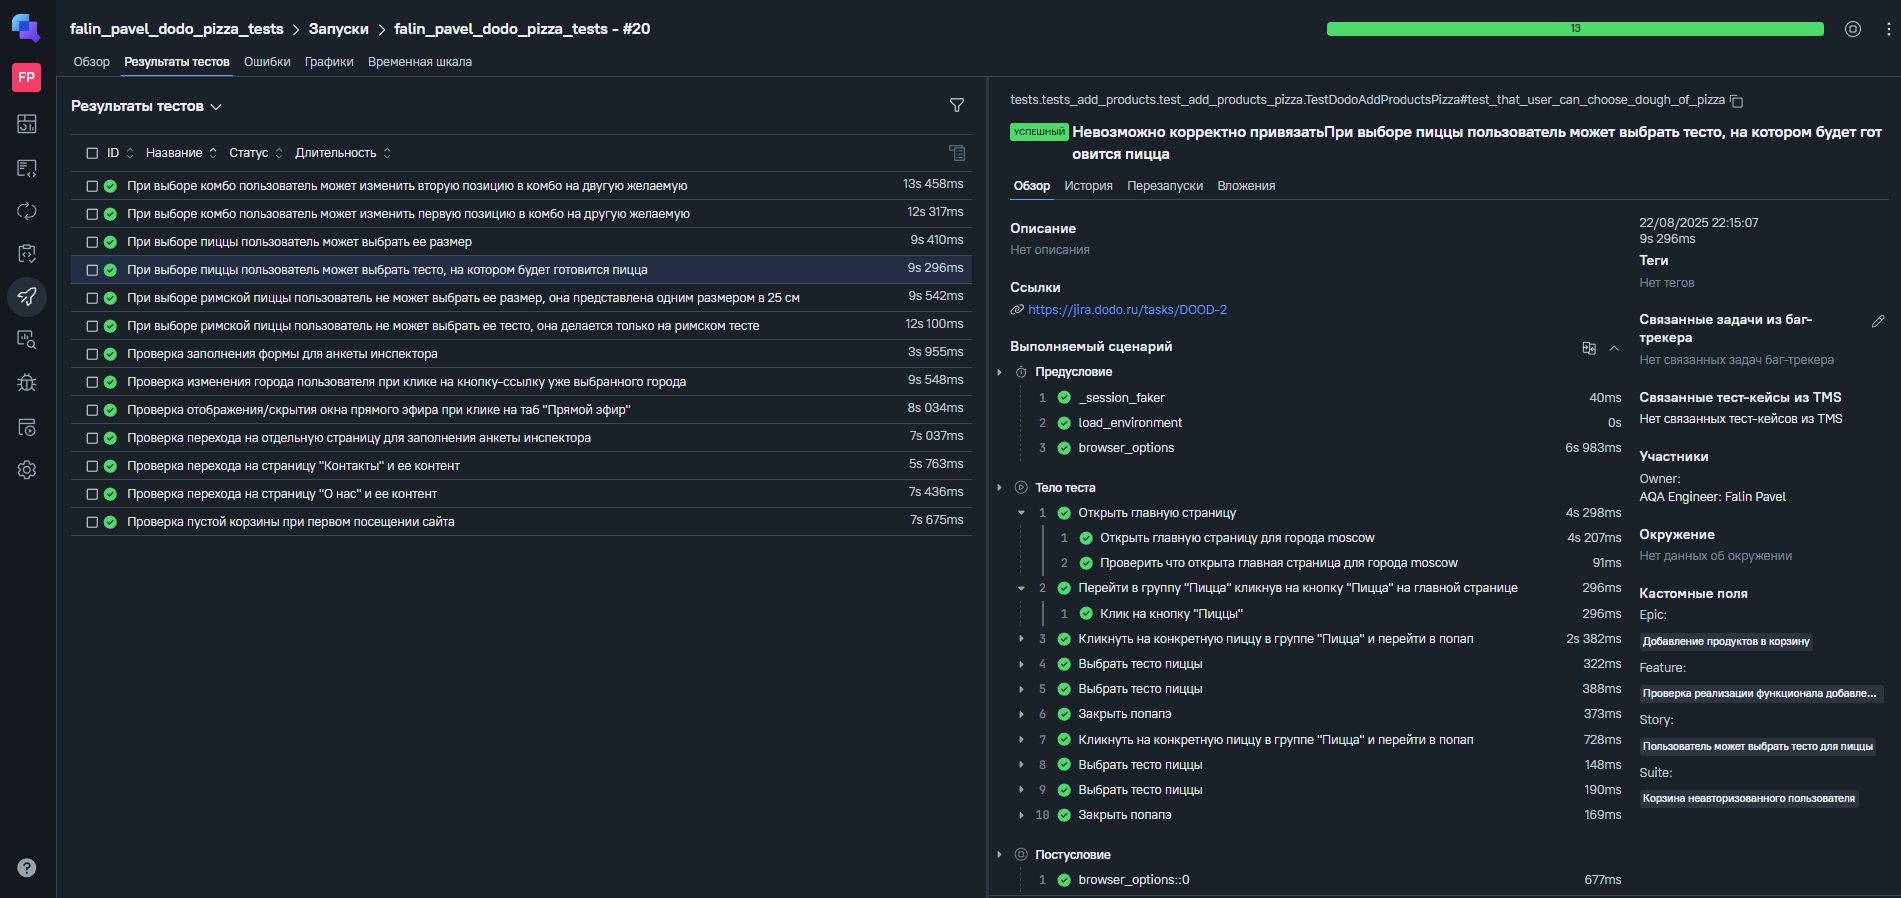 falin_pavel_dodo_pizza_tests > Запуски > falin_pavel_dodo_pizza_tests - #20
13
FP
Обзор Результаты тестов Ошибки Графики Временная шкала
Результаты тестов
ID Название Статус Длительность
При выборе комбо пользователь может изменить вторую позицию в комбо на двугую желаемую 13s 458ms
При выборе комбо пользователь может изменить первую позицию в комбо на другую желаемую 12s 317ms
При выборе пиццы пользователь может выбрать ее размер 9s 410ms
При выборе пиццы пользователь может выбрать тесто, на котором будет готовится пицца 9s 296ms
При выборе римской пиццы пользователь не может выбрать ее размер, она представлена одним размером в 25 см 9s 542ms
При выборе римской пиццы пользователь не может выбрать ее тесто, она делается только на римском тесте 12s 100ms
Проверка заполнения формы для анкеты инспектора 3s 955ms
Проверка изменения города пользователя при клике на кнопку-ссылку уже выбранного города 9s 548ms
Проверка отображения/скрытия окна прямого эфира при клике на таб "Прямой эфир" 8s 034ms
Проверка перехода на отдельную страницу для заполнения анкеты инспектора 7s 037ms
Проверка перехода на страницу "Контакты" и ее контент 5s 763ms
Проверка перехода на страницу "О нас" и ее контент 7s 436ms
Проверка пустой корзины при первом посещении сайта 7s 675ms
tests.tests_add_products.test_add_products_pizza.TestDodoAddProductsPizza#test_that_user_can_choose_dough_of_pizza
УСПЕШНЫЙ Невозможно корректно привязатьПри выборе пиццы пользователь может выбрать тесто, на котором будет гот
овится пицца
Обзор История Перезапуски Вложения
Описание
Нет описания
Ссылки
https://jira.dodo.ru/tasks/DOOD-2
Выполняемый сценарий
Предусловие
1 _session_faker 40ms
2 load_environment 0s
3 browser_options 6s 983ms
Тело теста
1 Открыть главную страницу 4s 298ms
1 Открыть главную страницу для города moscow 4s 207ms
2 Проверить что открыта главная страница для города moscow 91ms
2 Перейти в группу "Пицца" кликнув на кнопку "Пицца" на главной странице 296ms
1 Клик на кнопку "Пиццы" 296ms
3 Кликнуть на конкретную пиццу в группе "Пицца" и перейти в попап 2s 382ms
4 Выбрать тесто пиццы 322ms
5 Выбрать тесто пиццы 388ms
6 Закрыть попапэ 373ms
7 Кликнуть на конкретную пиццу в группе "Пицца" и перейти в попап 728ms
8 Выбрать тесто пиццы 148ms
9 Выбрать тесто пиццы 190ms
10 Закрыть попапэ 169ms
Постусловие
1 browser_options::0 677ms
22/08/2025 22:15:07
9s 296ms
Теги
Нет тегов
Связанные задачи из баг-
трекера
Нет связанных задач баг-трекера
Связанные тест-кейсы из TMS
Нет связанных тест-кейсов из TMS
Участники
Owner:
AQA Engineer: Falin Pavel
Окружение
Нет данных об окружении
Кастомные поля
Epic:
Добавление продуктов в корзину
Feature:
Проверка реализации функционала добавле...
Story:
Пользователь может выбрать тесто для пиццы
Suite:
Корзина неавторизованного пользователя